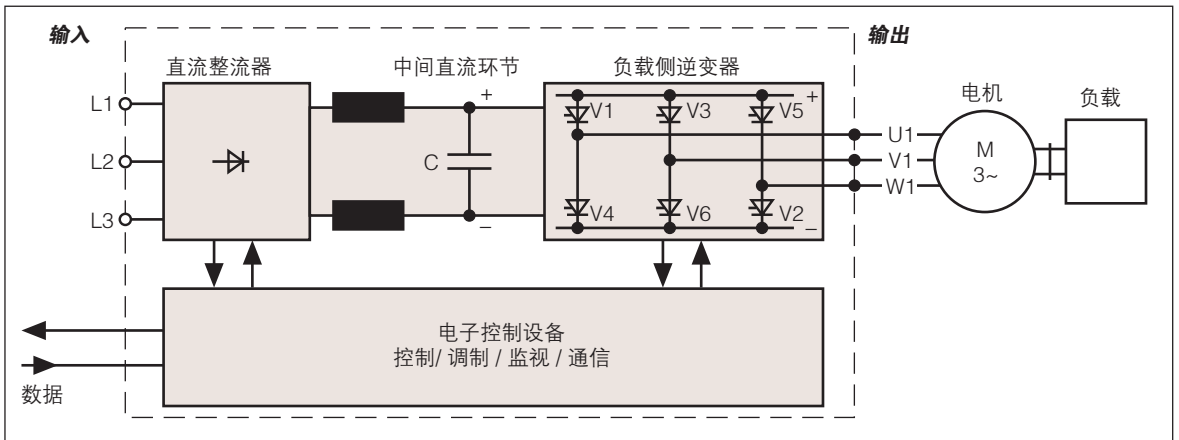 输入
输出
直流整流器
中间直流环节
负载侧逆变器
电机
负载
L1
L2
L3
+
C
−
V1
V3
V5
+
V4
V6
V2
−
U1
V1
W1
M
3~
电子控制设备
控制/ 调制 / 监视 / 通信
数据